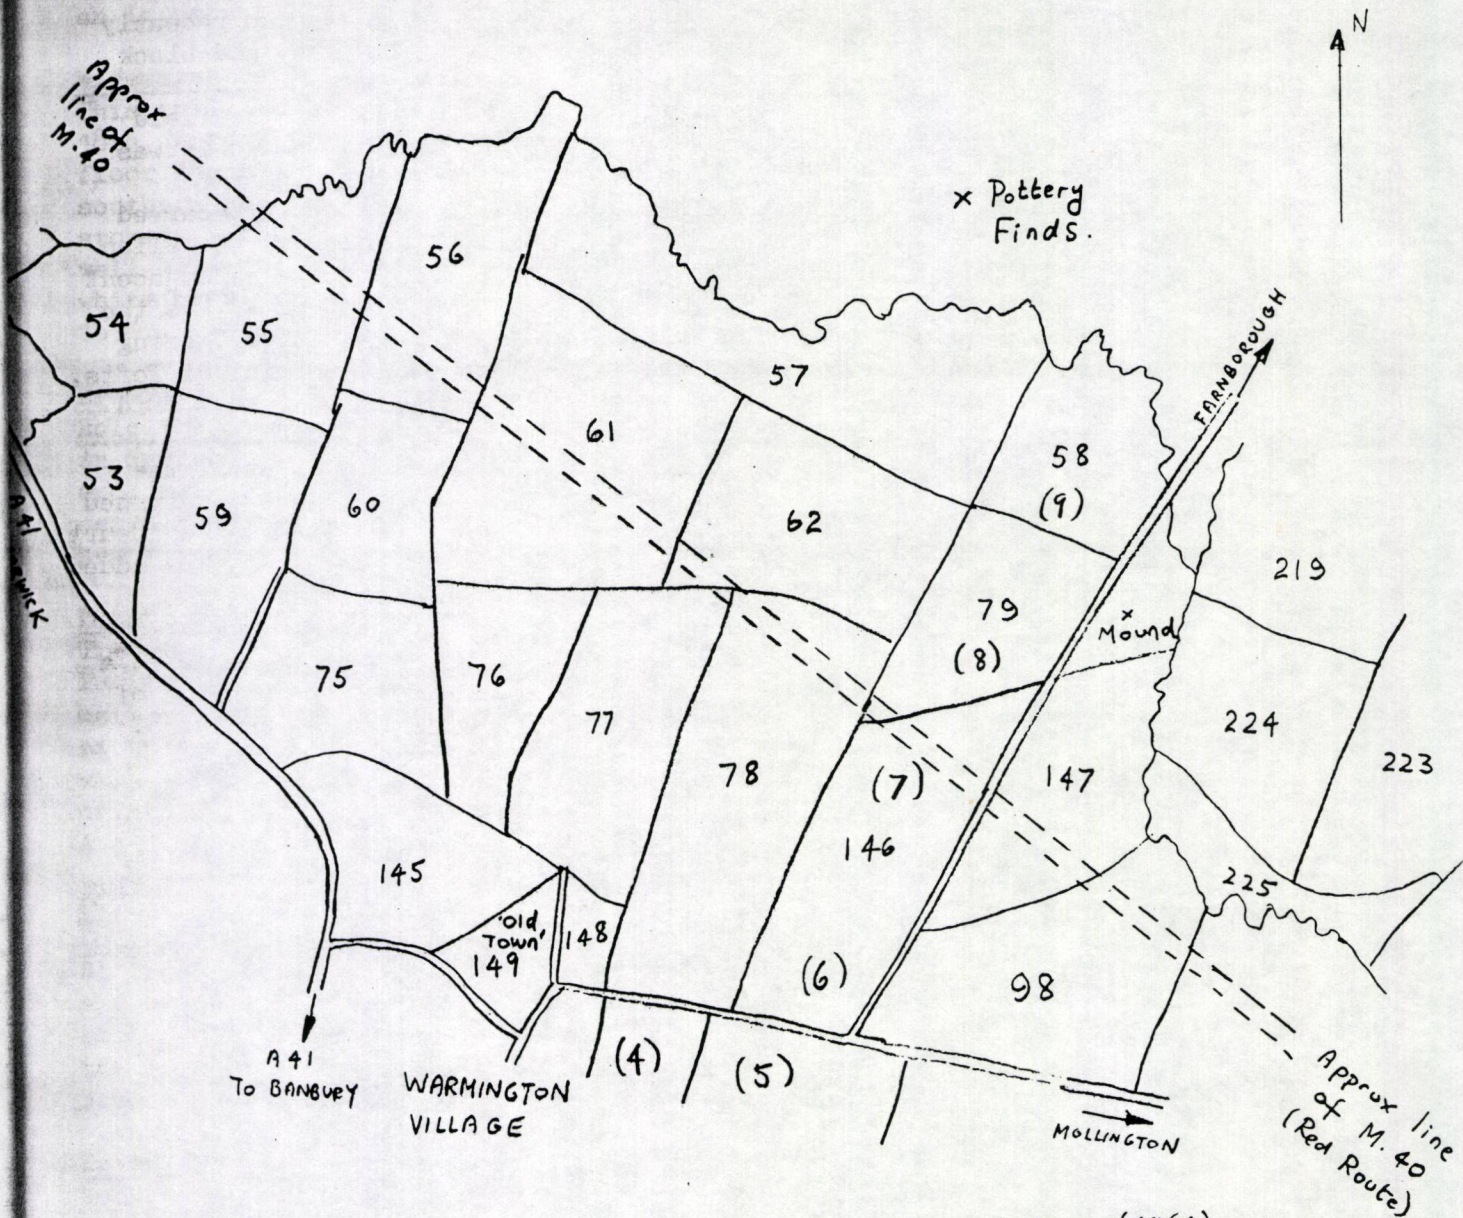 N
Approx
line of
M.40
x Pottery
Finds.
56
54
55
57
FARNBOROUGH
61
58
53
(9)
60
59
62
A 41
219
79
x
Mound
(8)
75
76
77
224
78
(7)
147
223
146
145
225
'Old
Town'
148
149
(6)
98
(4)
(5)
A 41
TO BANBURY
WARMINGTON
VILLAGE
MOLLINGTON
Approx line
of M.40
(Red Route)